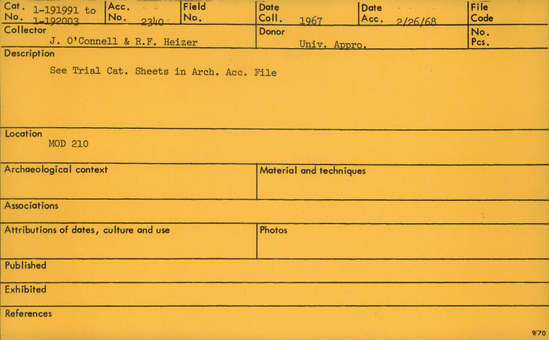 Cat. 1-191991 to Acc. Field Date Date File
No. 1-192003 No. 2340 No. Coll. 1967 Acc. 2/26/68 Code
Collector Donor No.
J. O'Connell & R.F. Heizer Univ. Appro. Pcs.
Description
See Trial Cat. Sheets in Arch. Acc. File
Location
MOD 210
Archaeological context Material and techniques
Associations
Attributions of dates, culture and use Photos
Published
Exhibited
References
9/70